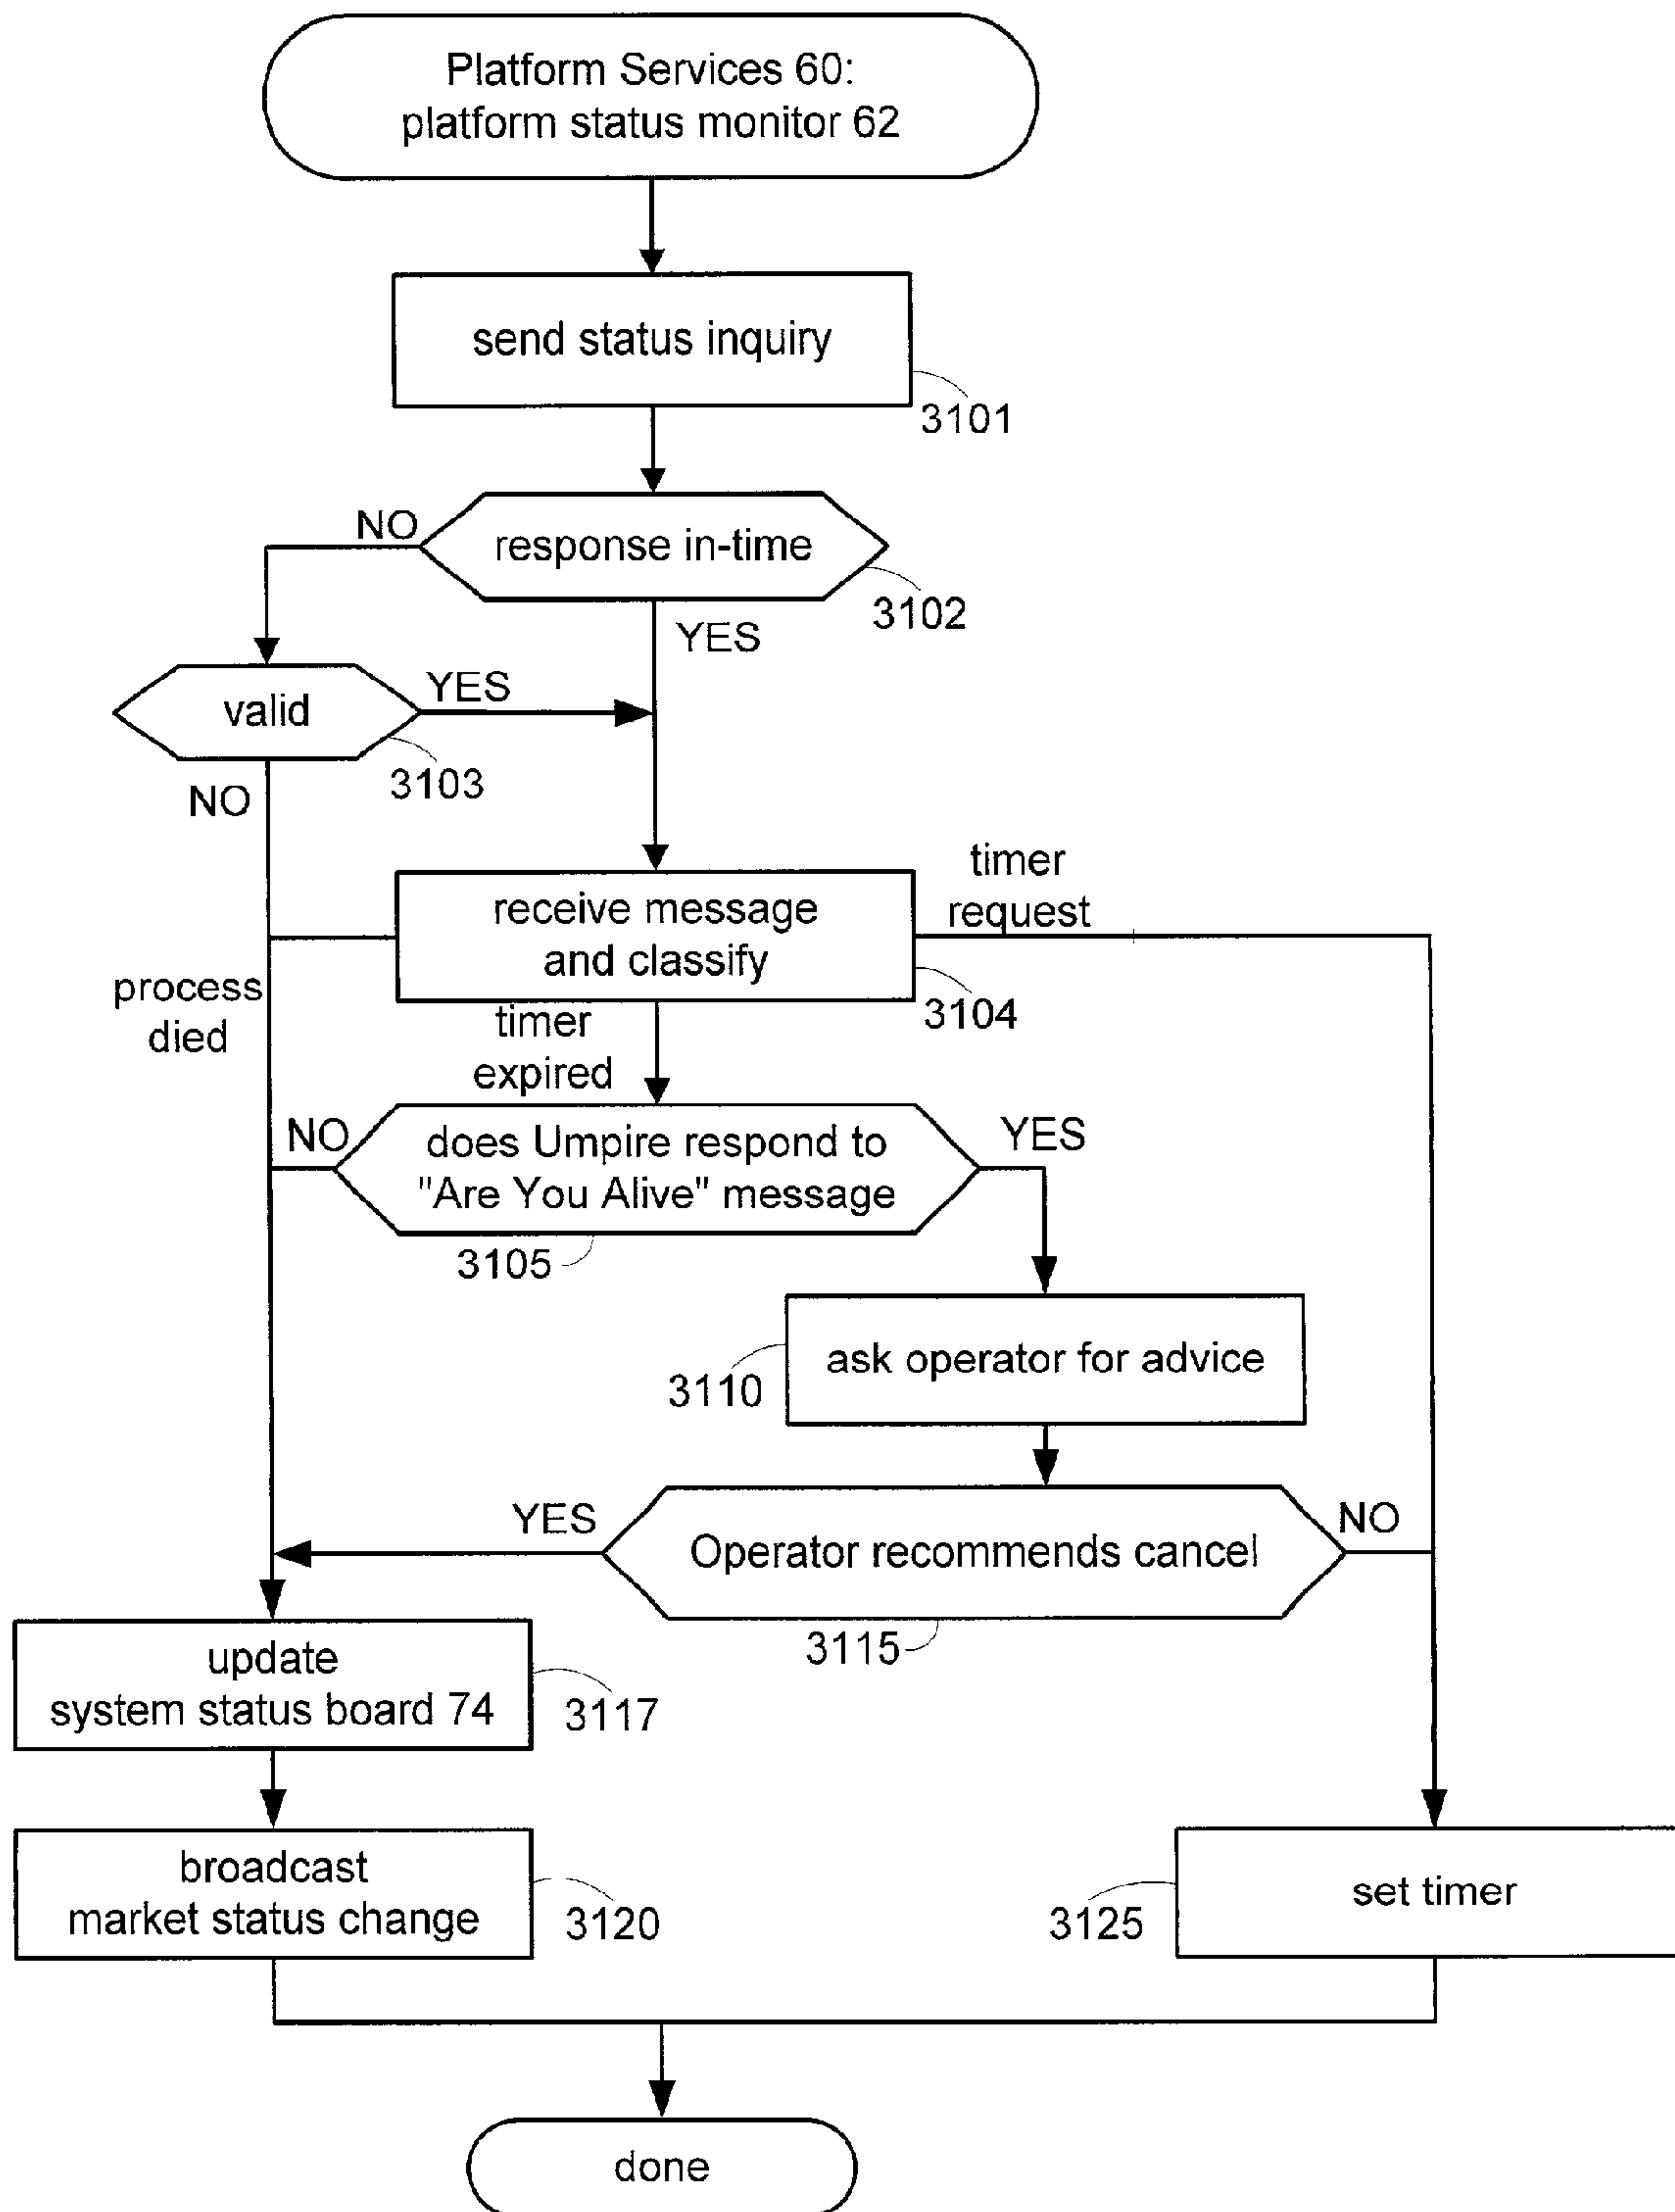 Platform Services 60:
platform status monitor 62
send status inquiry
3101
NO
response in-time
3102
YES
valid
YES
3103
NO
timer
request
receive message
and classify
3104
process
died
timer
expired
NO
does Umpire respond to
"Are You Alive" message
YES
3105
ask operator for advice
3110
YES
Operator recommends cancel
NO
3115
update
system status board 74
3117
broadcast
market status change
3120
set timer
3125
done